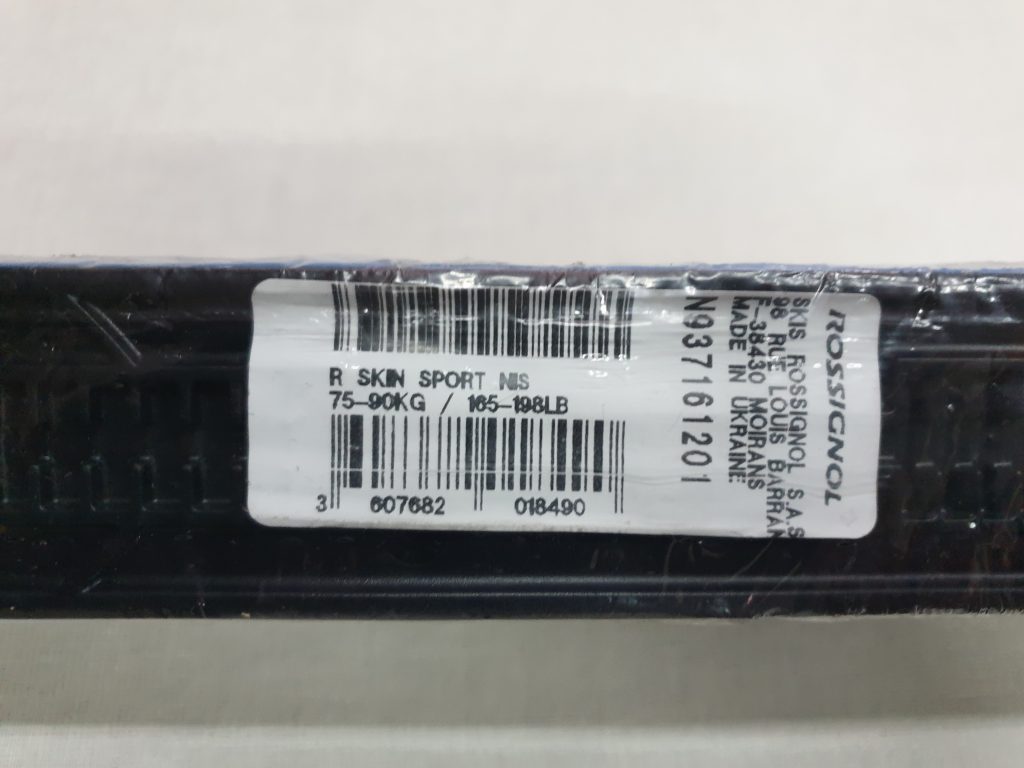 R SKIN SPORT NIS
75-90KG / 165-198LB
3 607682 018490
ROSSIGNOL
SKIS ROSSIGNOL S.A.S
98 RUE LOUIS BARRAN
F-38430 MOIRANS
MADE IN UKRAINE
N937161201